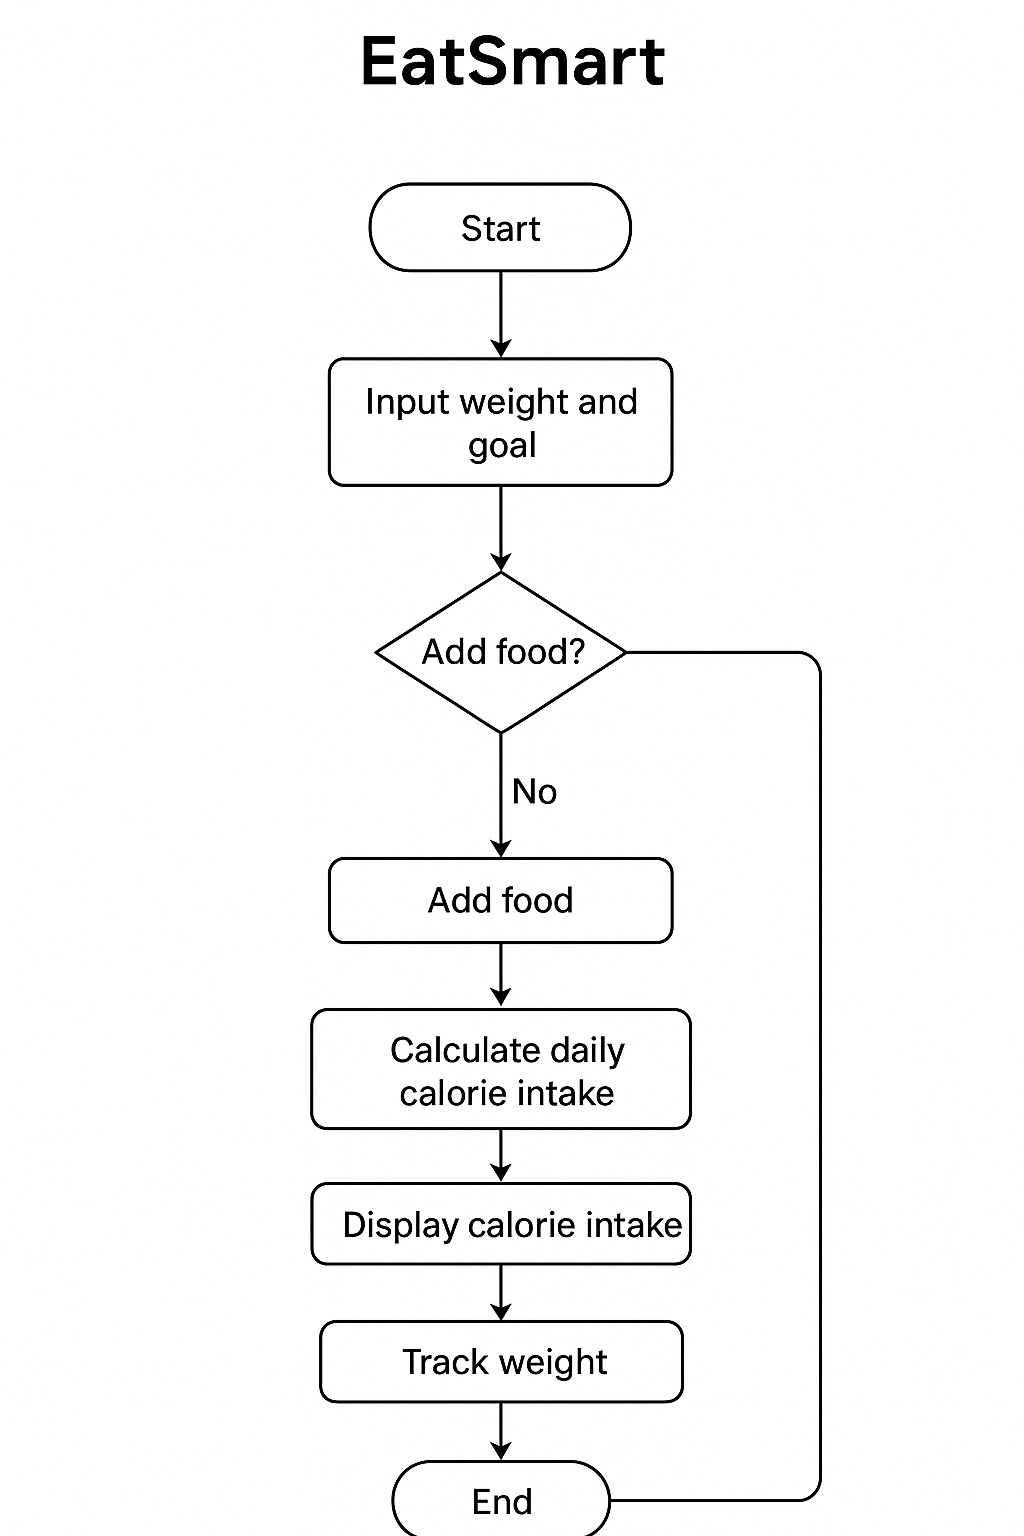 EatSmart
Start
Input weight and
goal
Add food?
No
Add food
Calculate daily
calorie intake
Display calorie intake
Track weight
End